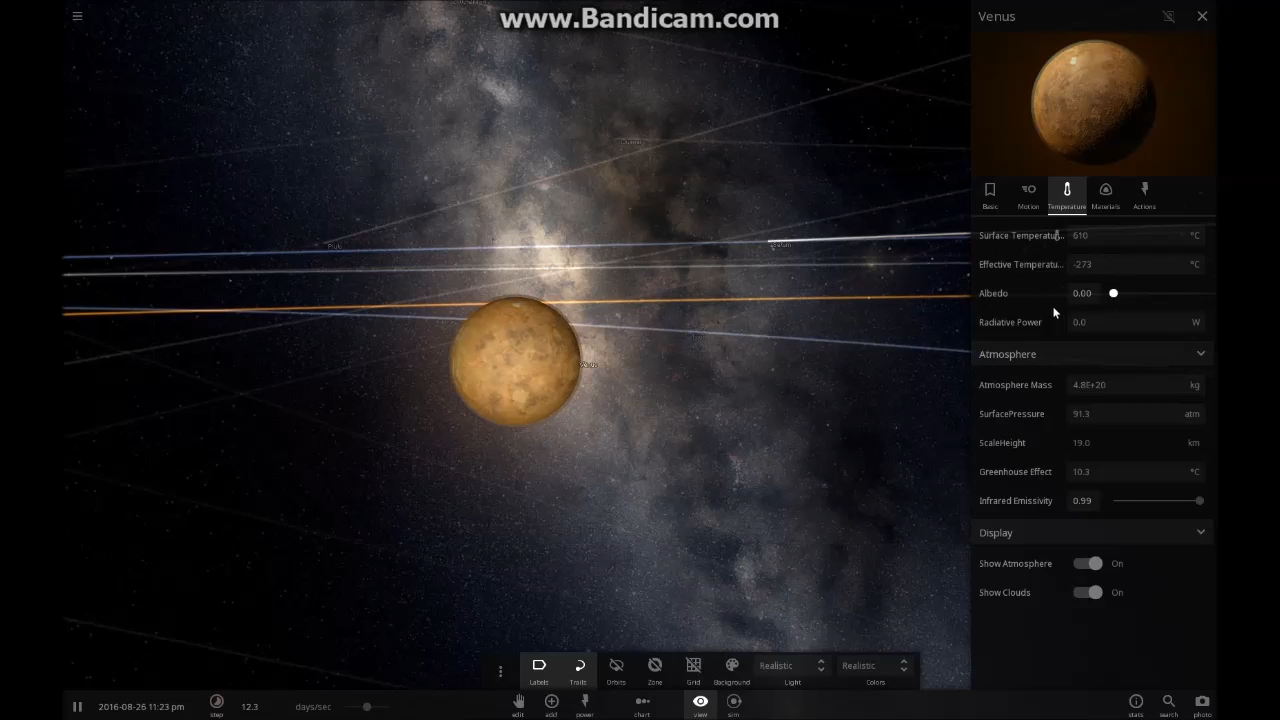 www.Bandicam.com
Venus
Basic
Motion
Temperature
Materials
Actions
Surface Temperatu... 610 °C
Effective Temperatu... -273 °C
Albedo 0.00
Radiative Power 0.0 W
Atmosphere
Atmosphere Mass 4.8E+20 kg
SurfacePressure 91.3 atm
ScaleHeight 19.0 km
Greenhouse Effect 10.3 °C
Infrared Emissivity 0.99
Display
Show Atmosphere On
Show Clouds On
Pluto
Saturn
Venus
Labels
Trails
Orbits
Zone
Grid
Background
Realistic
Light
Realistic
Colors
2016-08-26 11:23 pm
step
12.3 days/sec
edit
add
power
chart
view
sim
stats
search
photo